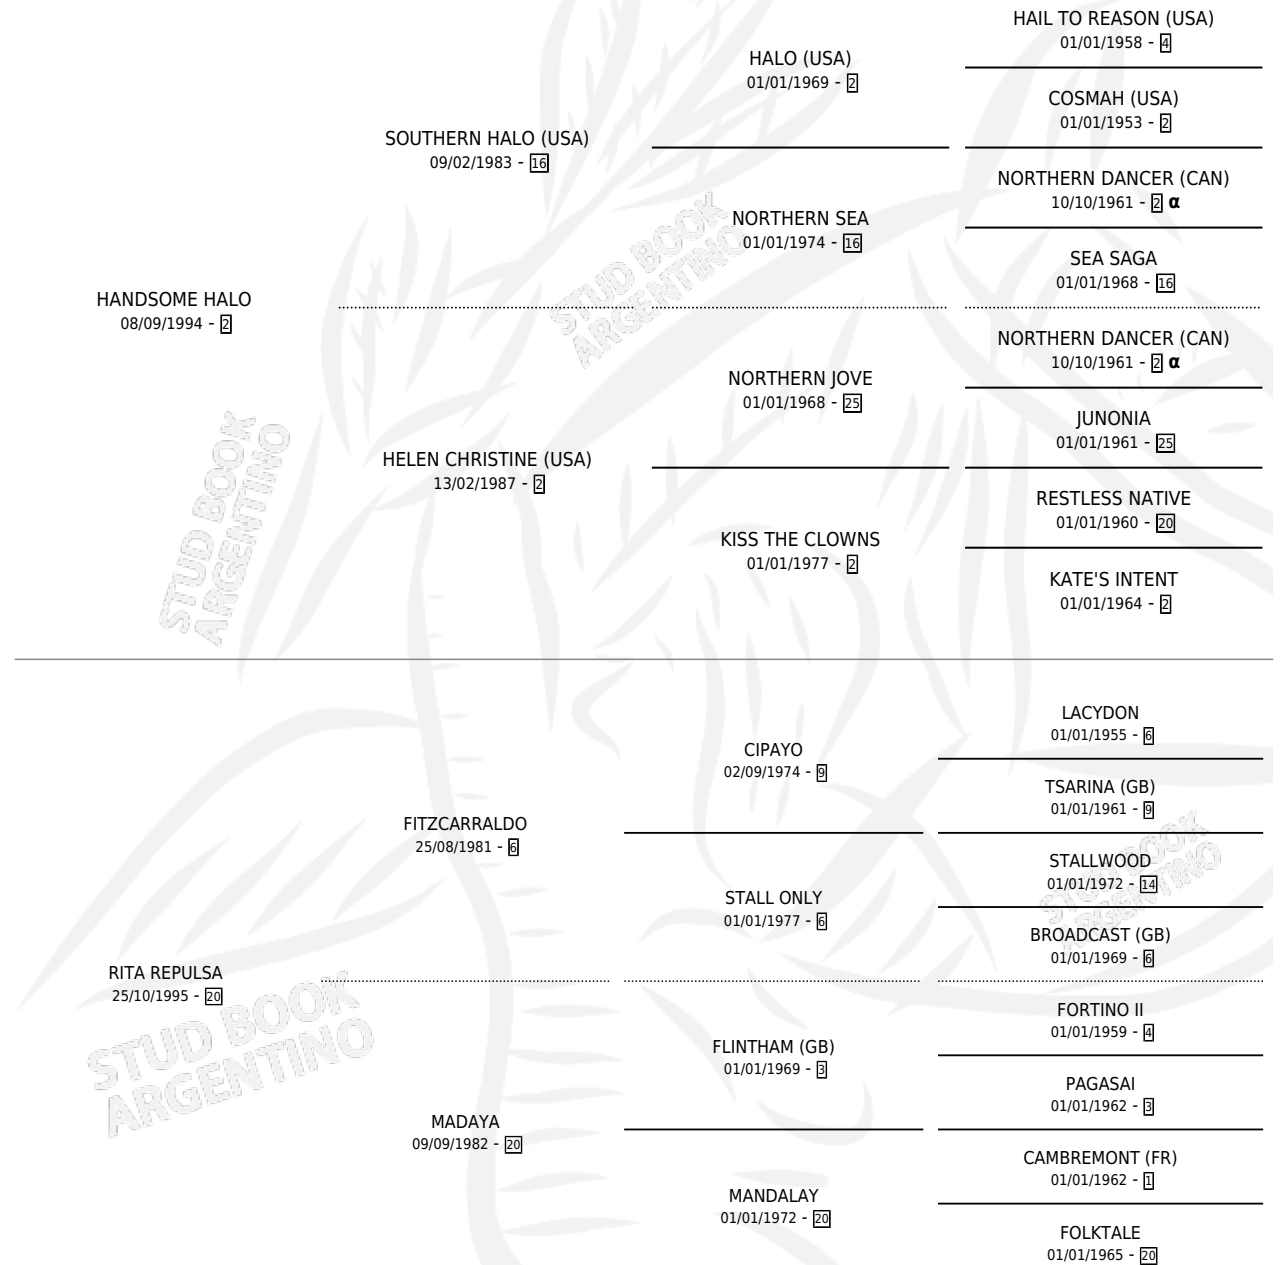 HAIL TO REASON (USA)
01/01/1958 - 4
HALO (USA)
01/01/1969 - 2
COSMAH (USA)
01/01/1953 - 2
SOUTHERN HALO (USA)
09/02/1983 - 16
NORTHERN DANCER (CAN)
10/10/1961 - 2 α
NORTHERN SEA
01/01/1974 - 16
SEA SAGA
01/01/1968 - 16
HANDSOME HALO
08/09/1994 - 2
NORTHERN DANCER (CAN)
10/10/1961 - 2 α
NORTHERN JOVE
01/01/1968 - 25
JUNONIA
01/01/1961 - 25
HELEN CHRISTINE (USA)
13/02/1987 - 2
RESTLESS NATIVE
01/01/1960 - 20
KISS THE CLOWNS
01/01/1977 - 2
KATE'S INTENT
01/01/1964 - 2
LACYDON
01/01/1955 - 6
CIPAYO
02/09/1974 - 9
TSARINA (GB)
01/01/1961 - 9
FITZCARRALDO
25/08/1981 - 6
STALLWOOD
01/01/1972 - 14
STALL ONLY
01/01/1977 - 6
BROADCAST (GB)
01/01/1969 - 6
RITA REPULSA
25/10/1995 - 20
FORTINO II
01/01/1959 - 4
FLINTHAM (GB)
01/01/1969 - 3
PAGASAI
01/01/1962 - 3
MADAYA
09/09/1982 - 20
CAMBREMONT (FR)
01/01/1962 - 1
MANDALAY
01/01/1972 - 20
FOLKTALE
01/01/1965 - 20
STUD BOOK
ARGENTINO
STUD BOOK
ARGENTINO
STUD BOOK
ARGENTINO
STUD BOOK
ARGENTINO